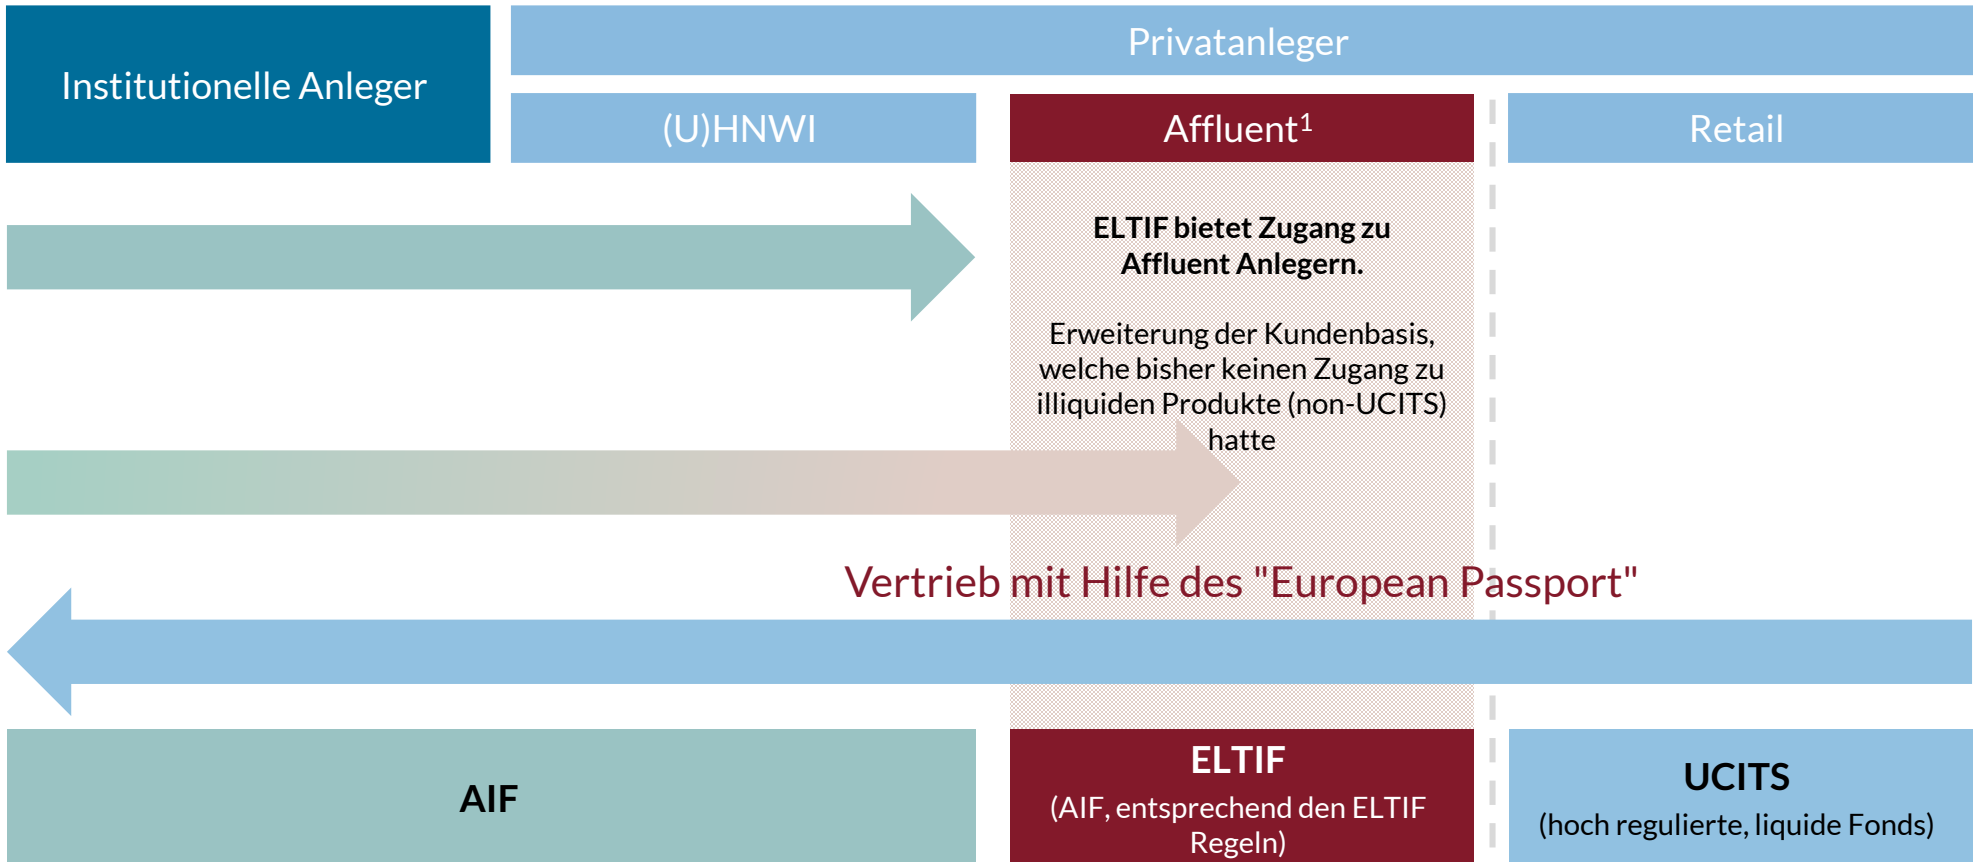 Institutionelle Anleger
Privatanleger
(U)HNWI
Affluent¹
Retail
ELTIF bietet Zugang zu
Affluent Anlegern.
Erweiterung der Kundenbasis,
welche bisher keinen Zugang zu
illiquiden Produkte (non-UCITS)
hatte
Vertrieb mit Hilfe des "European Passport"
AIF
ELTIF
(AIF, entsprechend den ELTIF
Regeln)
UCITS
(hoch regulierte, liquide Fonds)